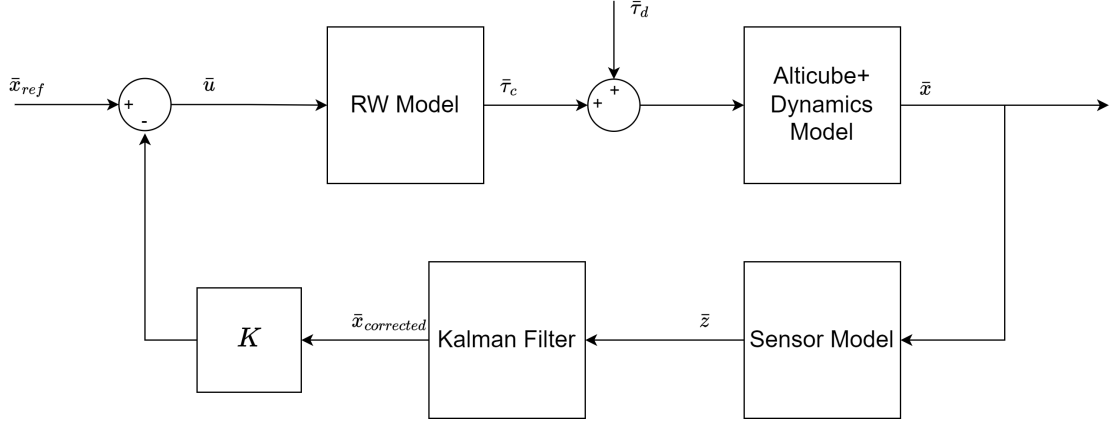 x̄_ref
+
-
ū
RW Model
τ̄_c
τ̄_d
+
+
Alticube+
Dynamics
Model
x̄
K
x̄_corrected
Kalman Filter
z̄
Sensor Model